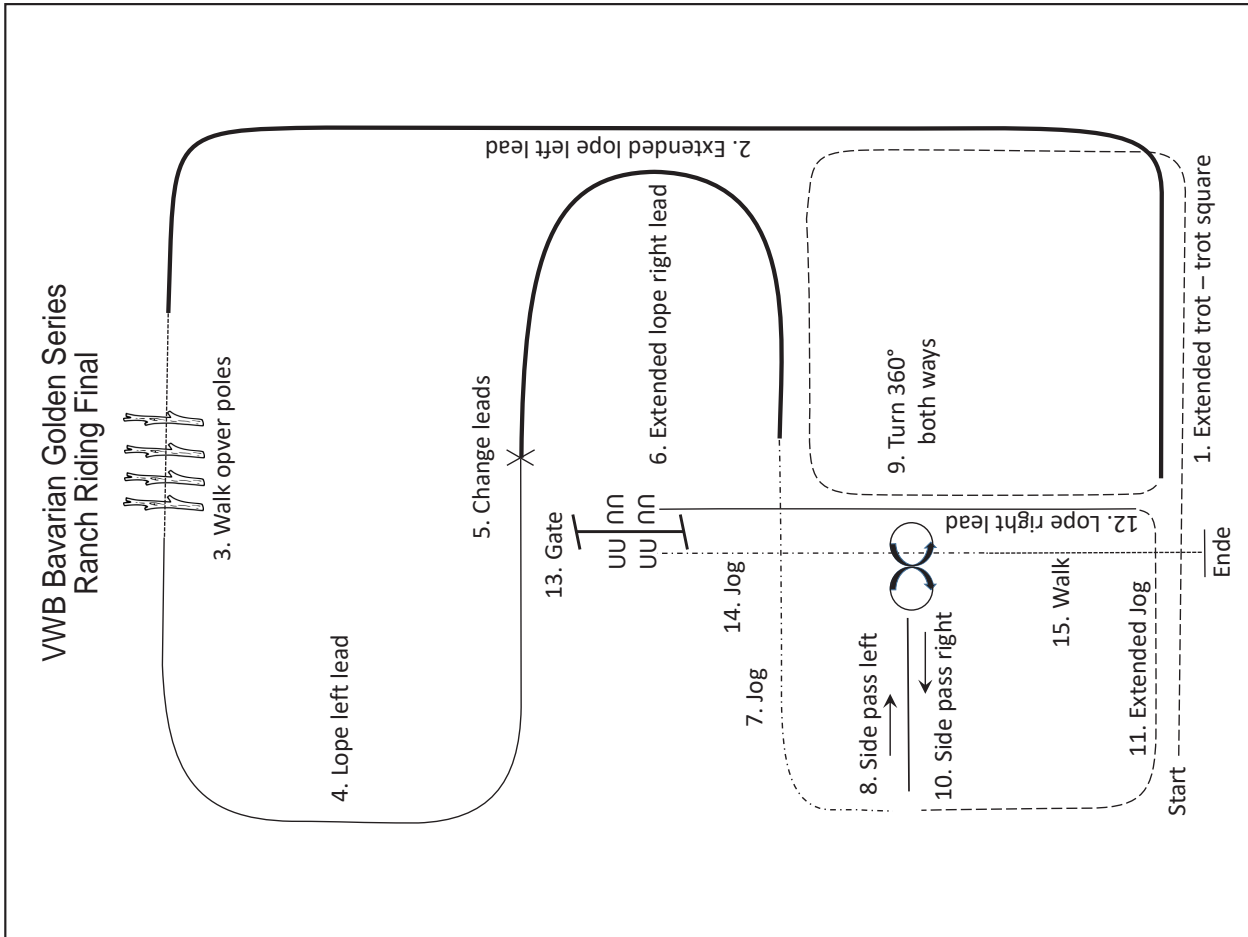 VWB Bavarian Golden Series
Ranch Riding Final
1. Extended trot – trot square
2. Extended lope left lead
3. Walk opver poles
4. Lope left lead
5. Change leads
6. Extended lope right lead
7. Jog
8. Side pass left
9. Turn 360°
both ways
10. Side pass right
11. Extended Jog
12. Lope right lead
13. Gate
14. Jog
15. Walk
Start
Ende